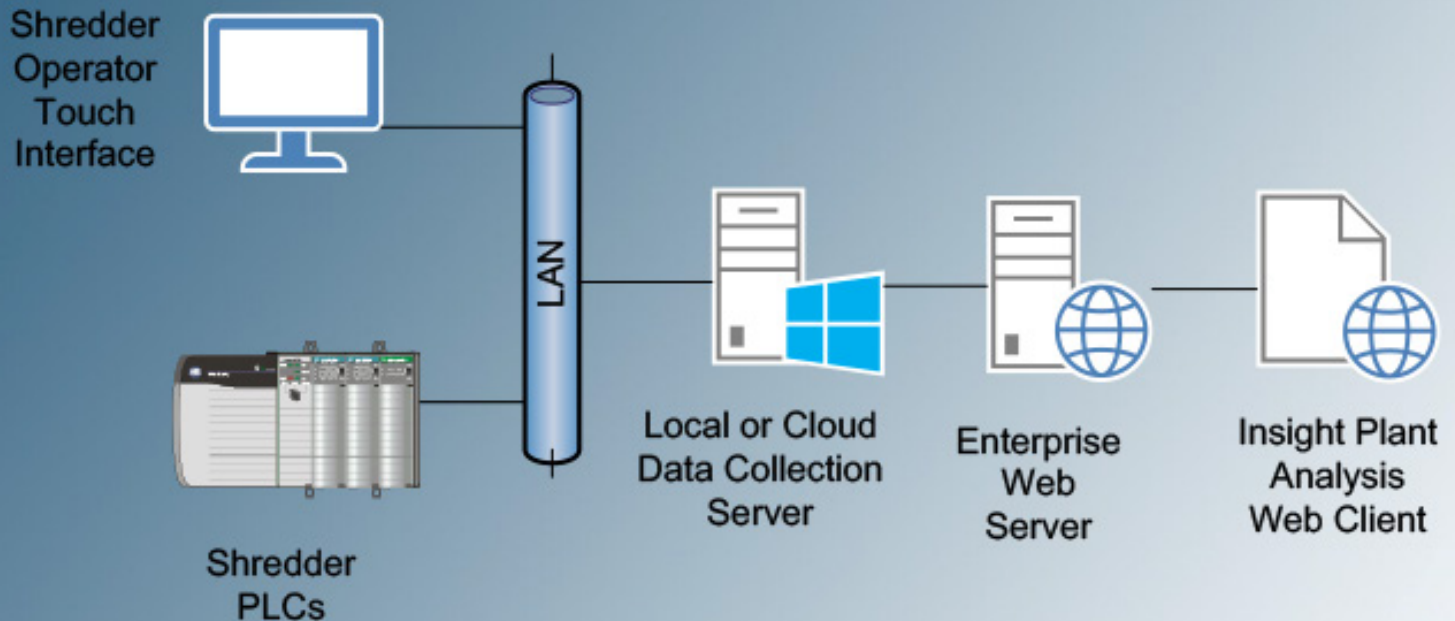 Shredder
Operator
Touch
Interface
LAN
Local or Cloud
Data Collection
Server
Enterprise
Web
Server
Insight Plant
Analysis
Web Client
Shredder
PLCs